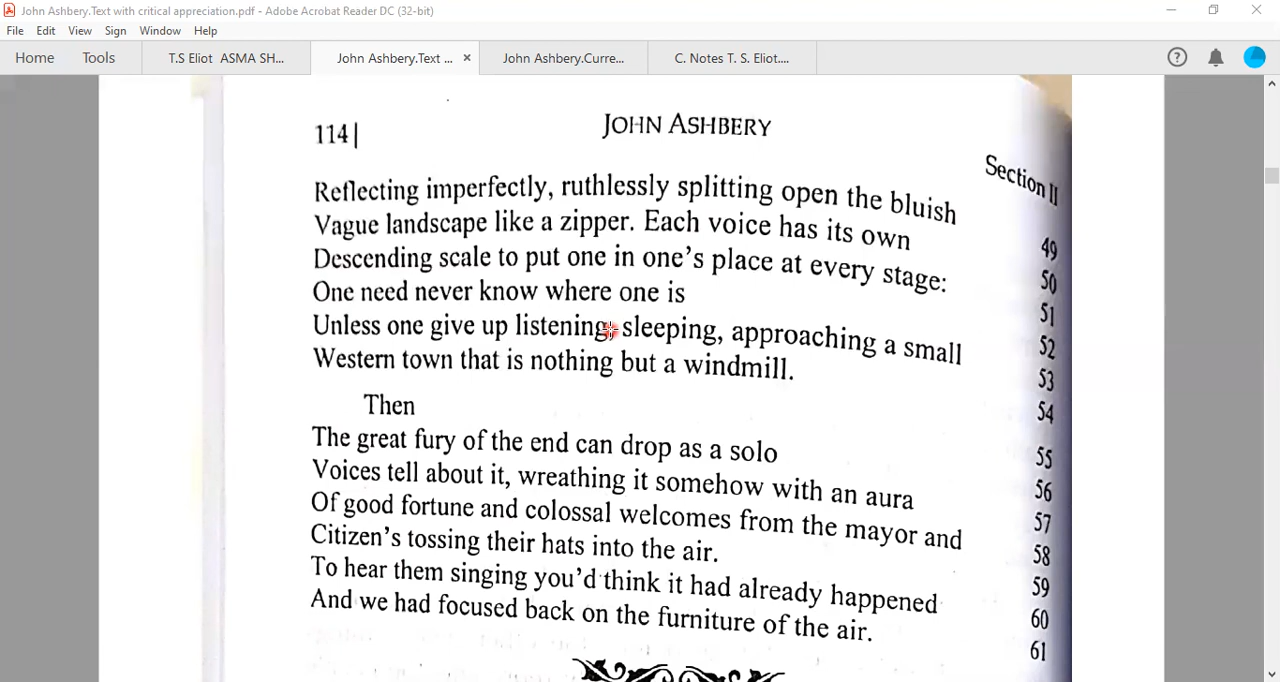 John Ashbery.Text with critical appreciation.pdf - Adobe Acrobat Reader DC (32-bit)
File Edit View Sign Window Help
Home Tools T.S Eliot ASMA SH... John Ashbery.Text ... × John Ashbery.Curre... C. Notes T. S. Eliot....
114| JOHN ASHBERY Section II
Reflecting imperfectly, ruthlessly splitting open the bluish 49
Vague landscape like a zipper. Each voice has its own 50
Descending scale to put one in one's place at every stage: 51
One need never know where one is 52
Unless one give up listening, sleeping, approaching a small 53
Western town that is nothing but a windmill. 54
Then
The great fury of the end can drop as a solo 55
Voices tell about it, wreathing it somehow with an aura 56
Of good fortune and colossal welcomes from the mayor and 57
Citizen's tossing their hats into the air. 58
To hear them singing you'd think it had already happened 59
And we had focused back on the furniture of the air. 60
61